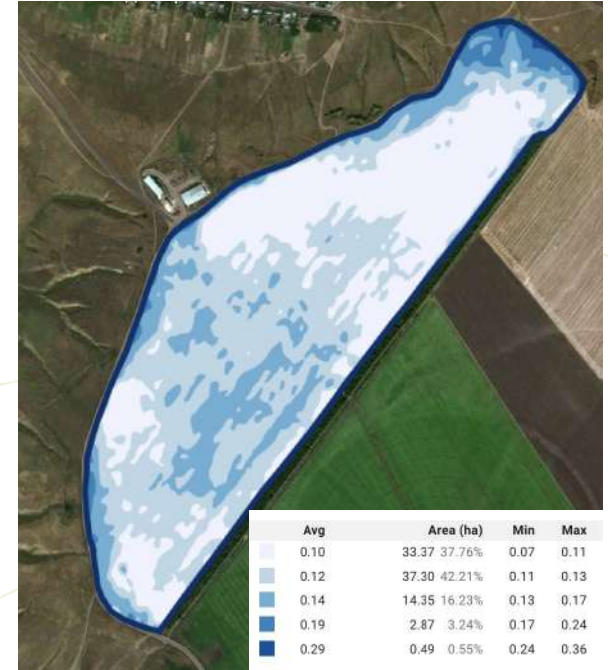 Avg Area (ha) Min Max
0.10 33.37 37.76% 0.07 0.11
0.12 37.30 42.21% 0.11 0.13
0.14 14.35 16.23% 0.13 0.17
0.19 2.87 3.24% 0.17 0.24
0.29 0.49 0.55% 0.24 0.36